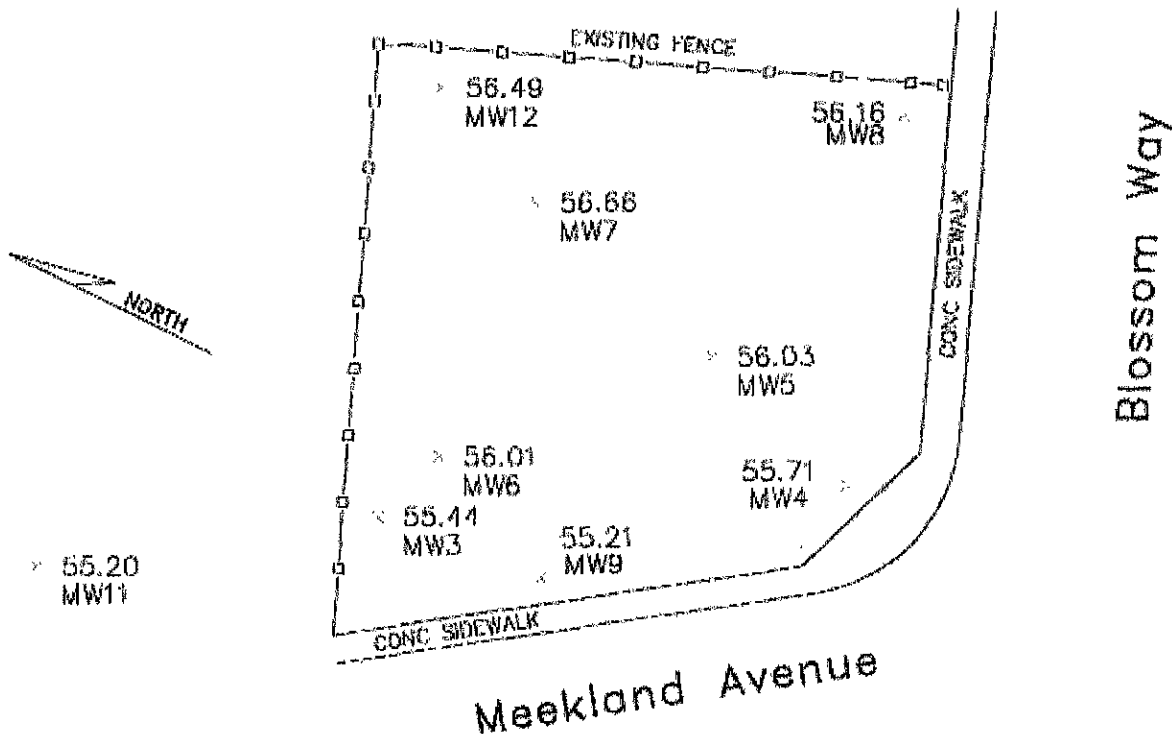 EXISTING FENCE
56.49
MW12
56.16
MW8
56.66
MW7
Blossom Way
CONC SIDEWALK
NORTH
56.03
MW5
56.01
MW6
55.71
MW4
55.44
MW3
55.21
MW9
55.20
MW11
CONC SIDEWALK
Meekland Avenue